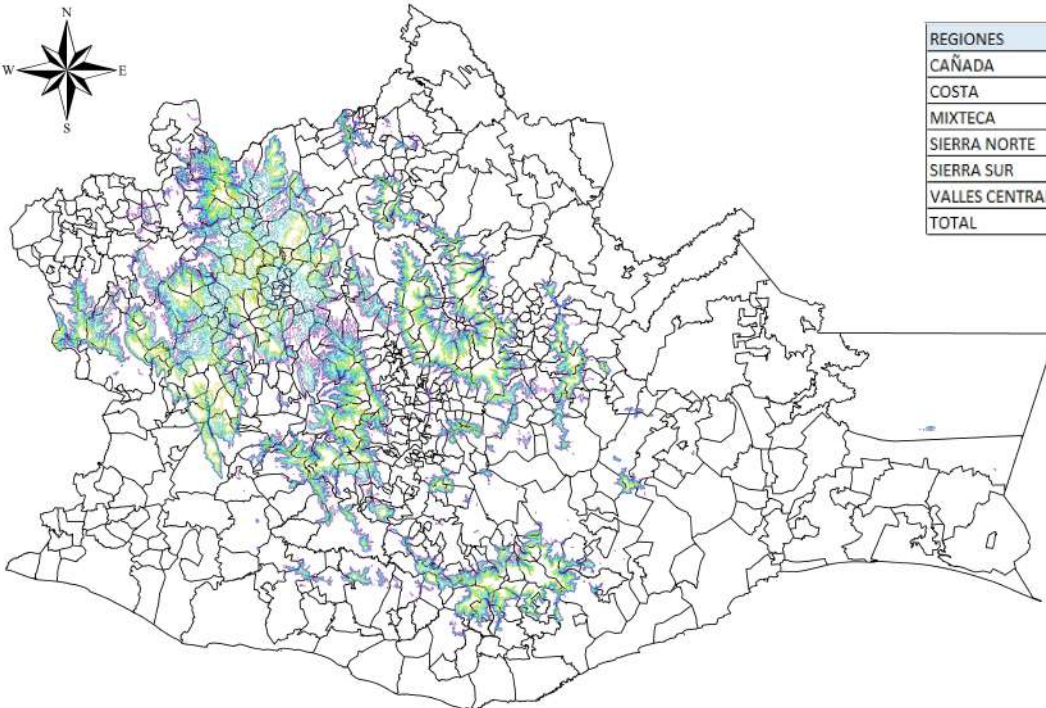 N
W E
S
REGIONES
CAÑADA
COSTA
MIXTECA
SIERRA NORTE
SIERRA SUR
VALLES CENTRA
TOTAL